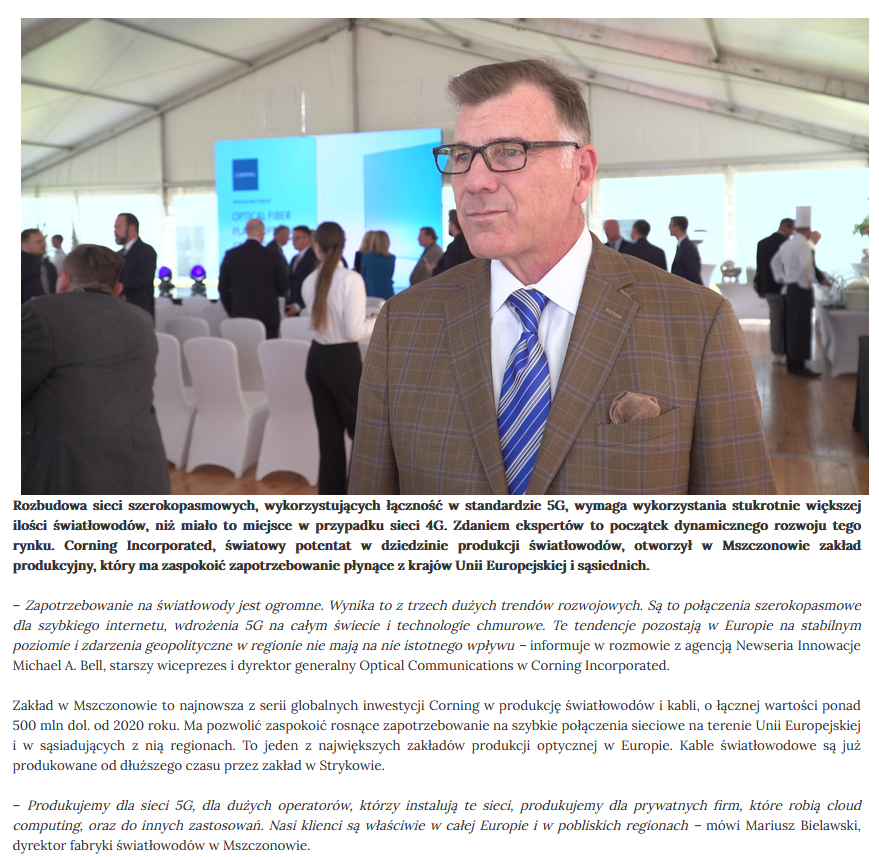 CORNING
OPTICAL FIBER
Rozbudowa sieci szerokopasmowych, wykorzystujących łączność w standardzie 5G, wymaga wykorzystania stukrotnie większej
ilości światłowodów, niż miało to miejsce w przypadku sieci 4G. Zdaniem ekspertów to początek dynamicznego rozwoju tego
rynku. Corning Incorporated, światowy potentat w dziedzinie produkcji światłowodów, otworzył w Mszczonowie zakład
produkcyjny, który ma zaspokoić zapotrzebowanie płynące z krajów Unii Europejskiej i sąsiednich.
– Zapotrzebowanie na światłowody jest ogromne. Wynika to z trzech dużych trendów rozwojowych. Są to połączenia szerokopasmowe
dla szybkiego internetu, wdrożenia 5G na całym świecie i technologie chmurowe. Te tendencje pozostają w Europie na stabilnym
poziomie i zdarzenia geopolityczne w regionie nie mają na nie istotnego wpływu – informuje w rozmowie z agencją Newseria Innowacje
Michael A. Bell, starszy wiceprezes i dyrektor generalny Optical Communications w Corning Incorporated.
Zakład w Mszczonowie to najnowsza z serii globalnych inwestycji Corning w produkcję światłowodów i kabli, o łącznej wartości ponad
500 mln dol. od 2020 roku. Ma pozwolić zaspokoić rosnące zapotrzebowanie na szybkie połączenia sieciowe na terenie Unii Europejskiej
i w sąsiadujących z nią regionach. To jeden z największych zakładów produkcji optycznej w Europie. Kable światłowodowe są już
produkowane od dłuższego czasu przez zakład w Strykowie.
– Produkujemy dla sieci 5G, dla dużych operatorów, którzy instalują te sieci, produkujemy dla prywatnych firm, które robią cloud
computing, oraz do innych zastosowań. Nasi klienci są właściwie w całej Europie i w pobliskich regionach – mówi Mariusz Bielawski,
dyrektor fabryki światłowodów w Mszczonowie.